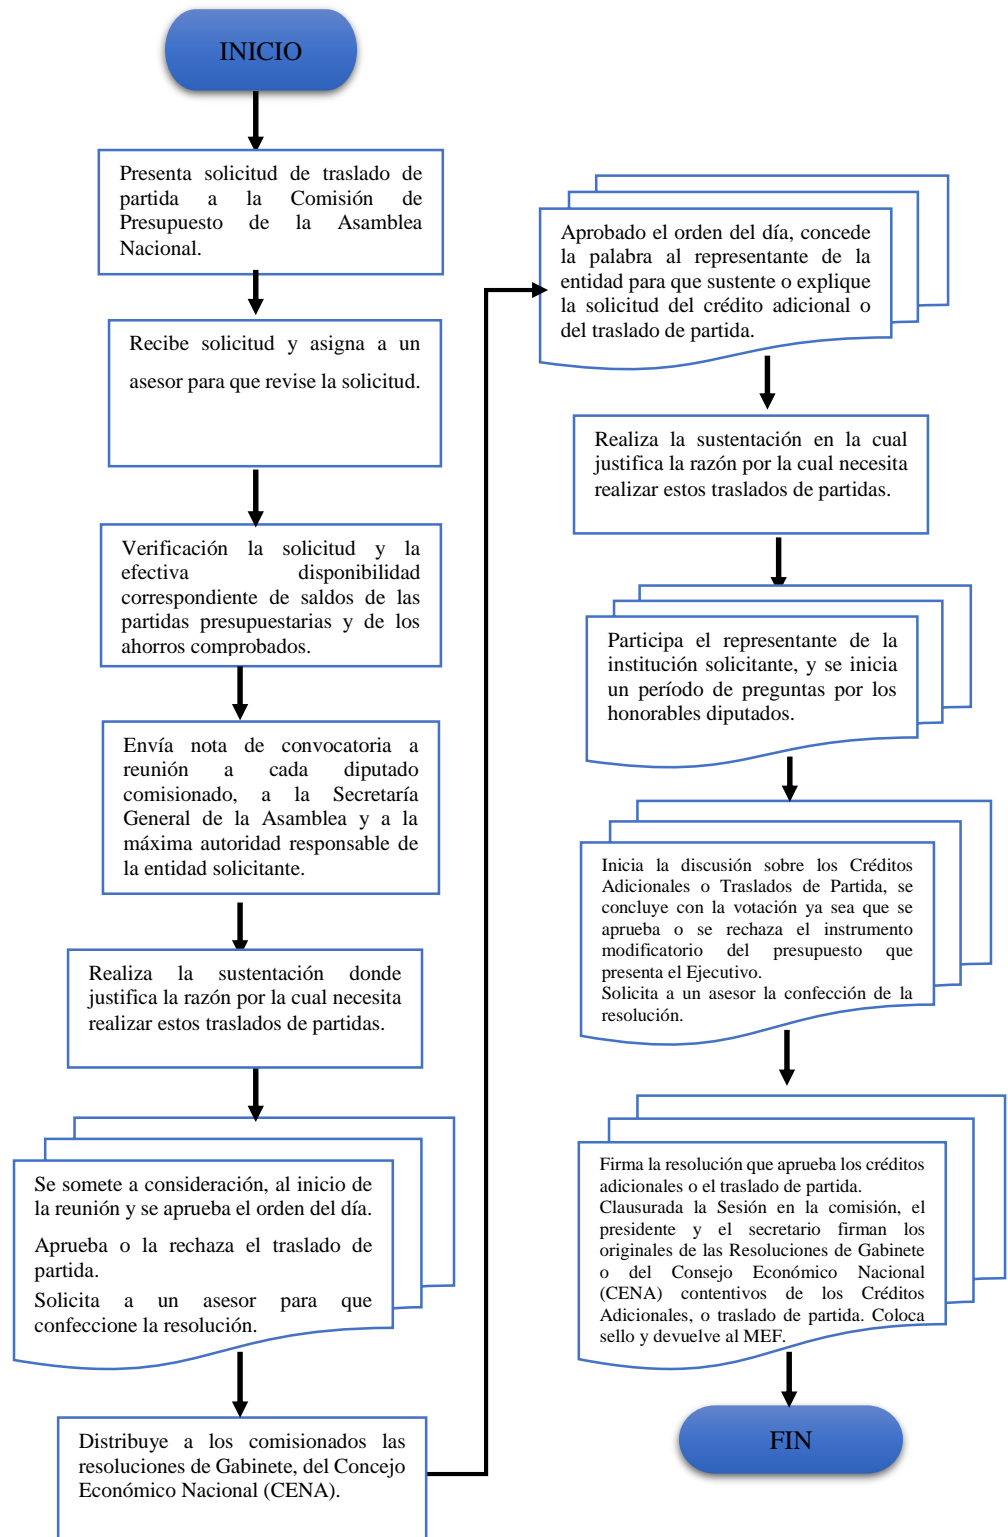 INICIO
Presenta solicitud de traslado de
partida a la Comisión de
Presupuesto de la Asamblea
Nacional.
Recibe solicitud y asigna a un
asesor para que revise la solicitud.
Verificación la solicitud y la
efectiva disponibilidad
correspondiente de saldos de las
partidas presupuestarias y de los
ahorros comprobados.
Envía nota de convocatoria a
reunión a cada diputado
comisionado, a la Secretaría
General de la Asamblea y a la
máxima autoridad responsable de
la entidad solicitante.
Realiza la sustentación donde
justifica la razón por la cual necesita
realizar estos traslados de partidas.
Se somete a consideración, al inicio de
la reunión y se aprueba el orden del día.
Aprueba o la rechaza el traslado de
partida.
Solicita a un asesor para que
confeccione la resolución.
Distribuye a los comisionados las
resoluciones de Gabinete, del Concejo
Económico Nacional (CENA).
Aprobado el orden del día, concede
la palabra al representante de la
entidad para que sustente o explique
la solicitud del crédito adicional o
del traslado de partida.
Realiza la sustentación en la cual
justifica la razón por la cual necesita
realizar estos traslados de partidas.
Participa el representante de la
institución solicitante, y se inicia
un período de preguntas por los
honorables diputados.
Inicia la discusión sobre los Créditos
Adicionales o Traslados de Partida, se
concluye con la votación ya sea que se
aprueba o se rechaza el instrumento
modificatorio del presupuesto que
presenta el Ejecutivo.
Solicita a un asesor la confección de la
resolución.
Firma la resolución que aprueba los créditos
adicionales o el traslado de partida.
Clausurada la Sesión en la comisión, el
presidente y el secretario firman los
originales de las Resoluciones de Gabinete
o del Consejo Económico Nacional
(CENA) contentivos de los Créditos
Adicionales, o traslado de partida. Coloca
sello y devuelve al MEF.
FIN